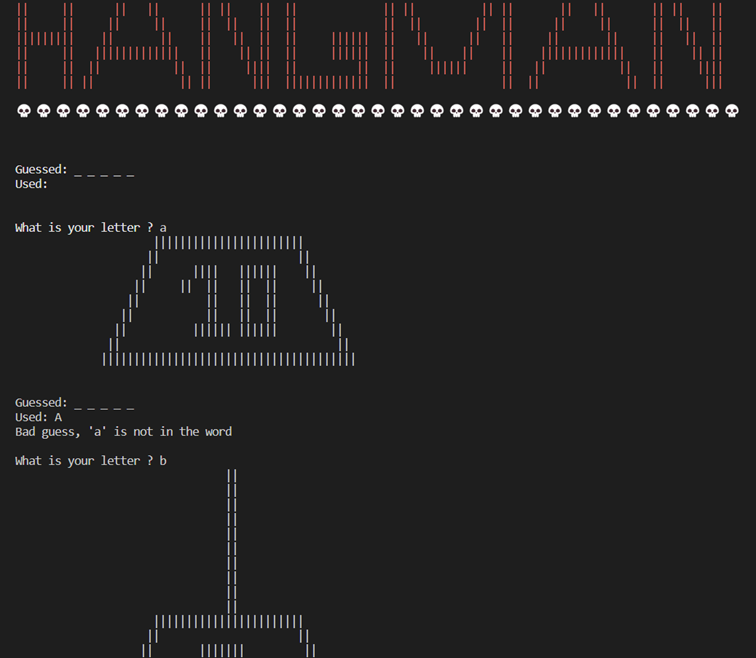 HANGMAN
Guessed: _ _ _ _ _
Used:
What is your letter ? a
10
Guessed: _ _ _ _ _
Used: A
Bad guess, 'a' is not in the word
What is your letter ? b